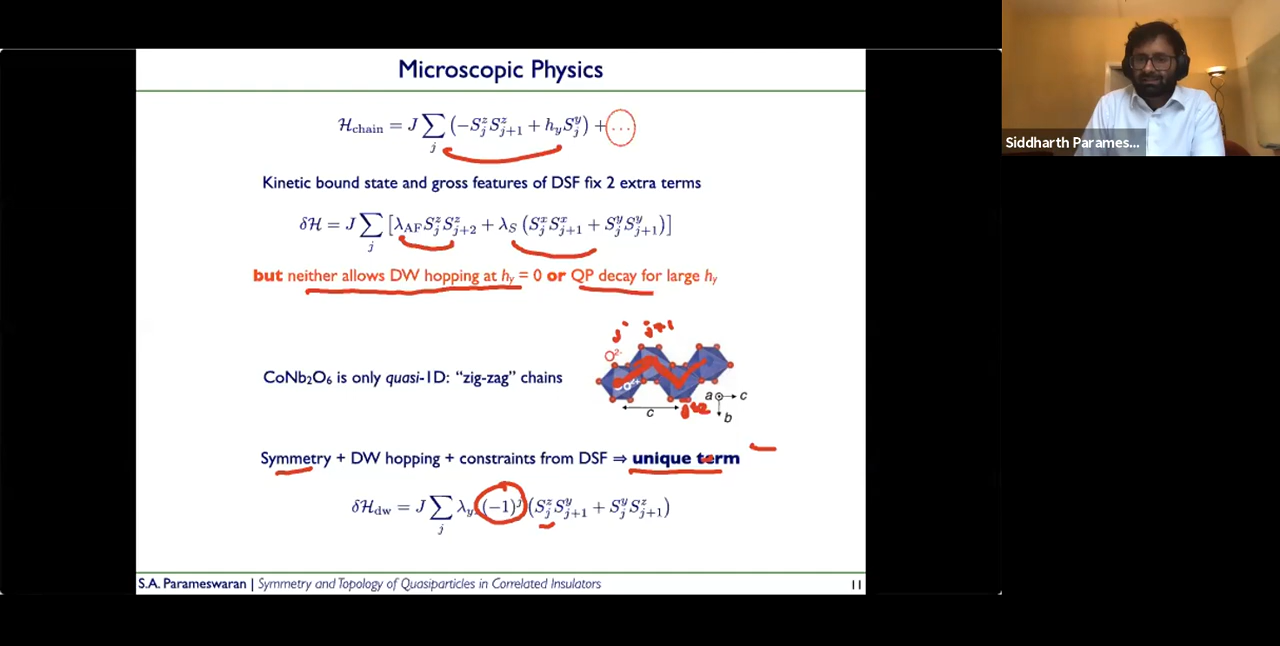 Microscopic Physics
Siddharth Parames...
ℋ_chain = J ∑_j (−S^z_j S^z_{j+1} + h_y S^y_j) + ...
Kinetic bound state and gross features of DSF fix 2 extra terms
δℋ = J ∑_j [λ_AF S^z_j S^z_{j+2} + λ_S (S^x_j S^x_{j+1} + S^y_j S^y_{j+1})]
but neither allows DW hopping at h_y = 0 or QP decay for large h_y
j j+1
O²⁻
CoNb₂O₆ is only quasi-1D: “zig-zag” chains
a c
c j+2 b
Symmetry + DW hopping + constraints from DSF ⇒ unique term
δℋ_dw = J ∑_j λ_y (−1)^j (S^z_j S^y_{j+1} + S^y_j S^z_{j+1})
S.A. Parameswaran | Symmetry and Topology of Quasiparticles in Correlated Insulators 11